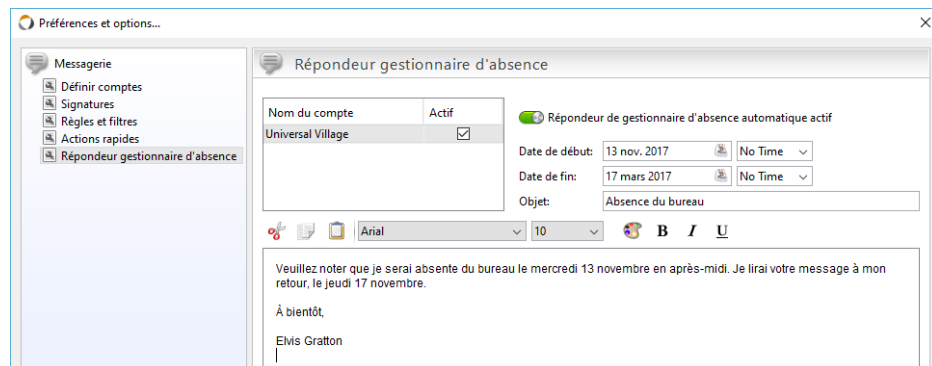 Préférences et options...
Messagerie
Définir comptes
Signatures
Règles et filtres
Actions rapides
Répondeur gestionnaire d'absence
Répondeur gestionnaire d'absence
Nom du compte Actif
Universal Village
Répondeur de gestionnaire d'absence automatique actif
Date de début: 13 nov. 2017 No Time
Date de fin: 17 mars 2017 No Time
Objet: Absence du bureau
Arial 10 B I U
Veuillez noter que je serai absente du bureau le mercredi 13 novembre en après-midi. Je lirai votre message à mon
retour, le jeudi 17 novembre.
À bientôt,
Elvis Gratton